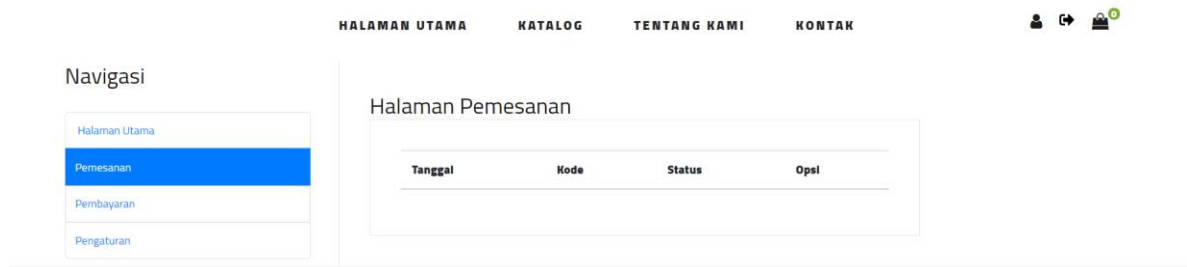 HALAMAN UTAMA KATALOG TENTANG KAMI KONTAK 0
Navigasi
Halaman Utama
Pemesanan
Pembayaran
Pengaturan
Halaman Pemesanan
Tanggal Kode Status Opsi